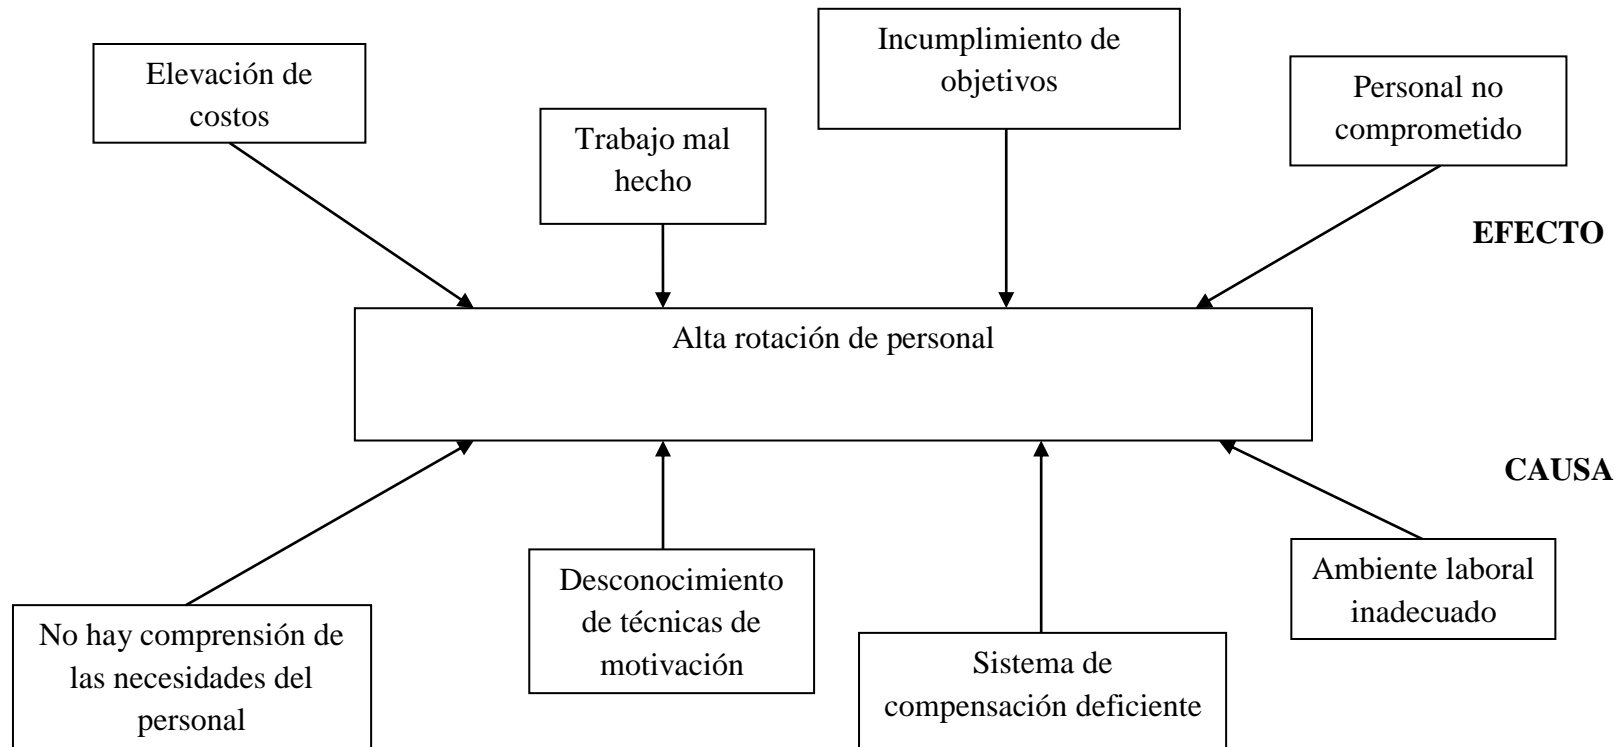 Elevación de
costos
Trabajo mal
hecho
Incumplimiento de
objetivos
Personal no
comprometido
EFECTO
Alta rotación de personal
CAUSA
No hay comprensión de
las necesidades del
personal
Desconocimiento
de técnicas de
motivación
Sistema de
compensación deficiente
Ambiente laboral
inadecuado